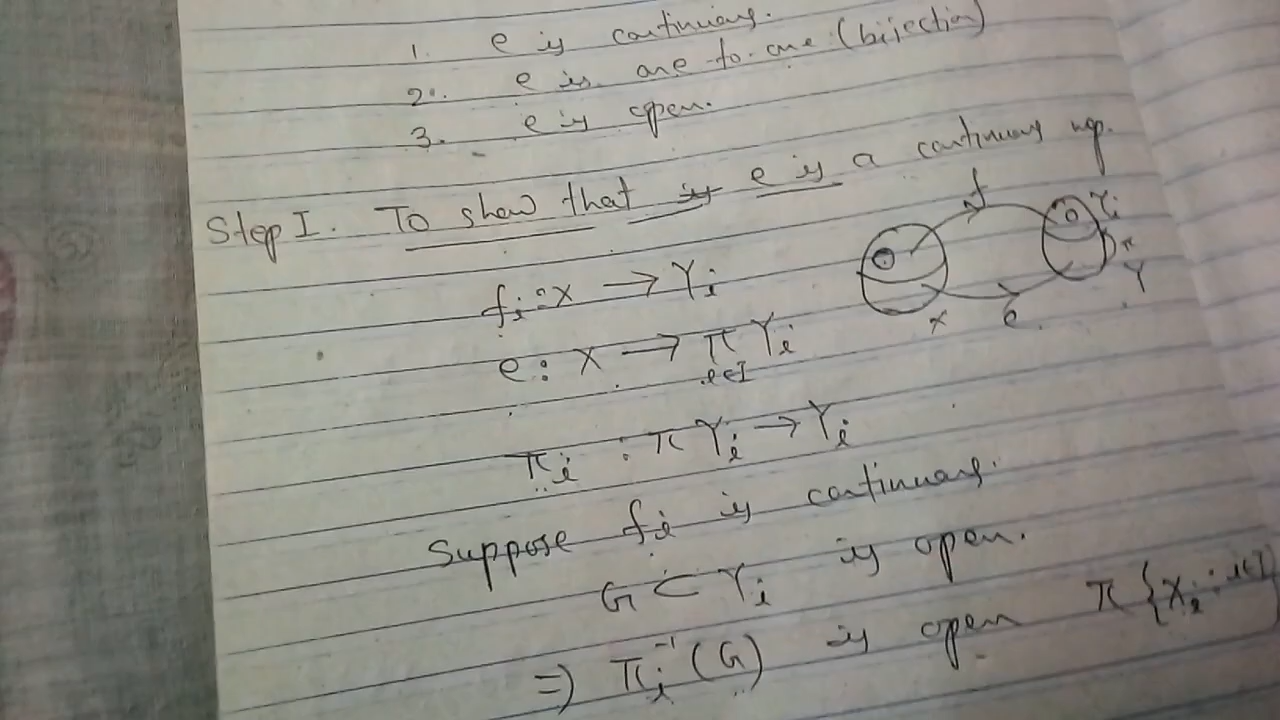 1. e is continuous.
2. e is one-to-one (bijection)
3. e is open.
Step I. To show that is e is a continuous map.
f
Yi
fi : X → Yi
π
Y
X
e
e : X → π Yi
i∈I
πi : π Yi → Yi
Suppose fi is continuous.
G ⊂ Yi is open.
⇒ πi⁻¹(G) is open π{Xi : i∈I}